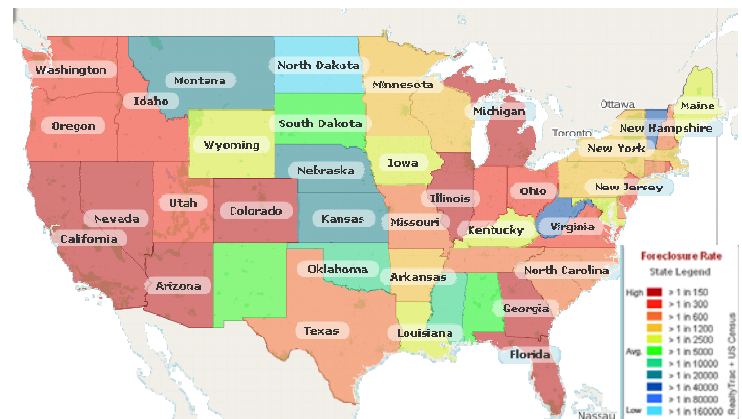 Washington
Montana
North Dakota
Minnesota
Idaho
Oregon
South Dakota
Wyoming
Michigan
Ottawa
Maine
Toronto
New Hampshire
New York
Nebraska
Iowa
New Jersey
Utah
Nevada
Colorado
Kansas
Missouri
Illinois
Ohio
Kentucky
Virginia
California
Arizona
Oklahoma
Arkansas
North Carolina
Texas
Louisiana
Georgia
Florida
Nassau
Foreclosure Rate
State Legend
High
> 1 in 150
> 1 in 300
> 1 in 600
> 1 in 1200
> 1 in 2500
Avg.
> 1 in 5000
> 1 in 10000
> 1 in 20000
> 1 in 40000
> 1 in 80000
Low
> in 160000
RealtyTrac + US Census